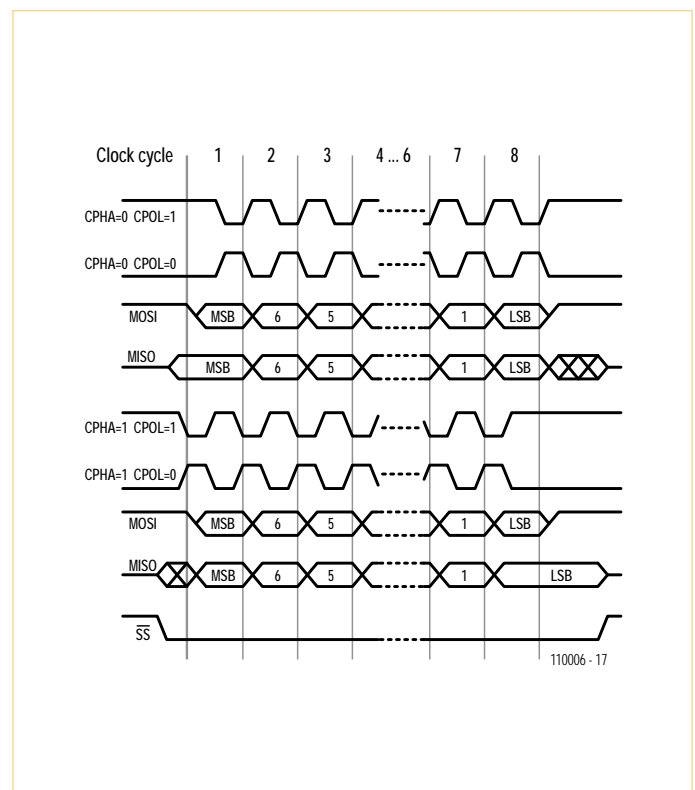 Clock cycle 1 2 3 4 ... 6 7 8
CPHA=0 CPOL=1
CPHA=0 CPOL=0
MOSI MSB 6 5 1 LSB
MISO MSB 6 5 1 LSB
CPHA=1 CPOL=1
CPHA=1 CPOL=0
MOSI MSB 6 5 1 LSB
MISO MSB 6 5 1 LSB
S̅S̅
110006 - 17